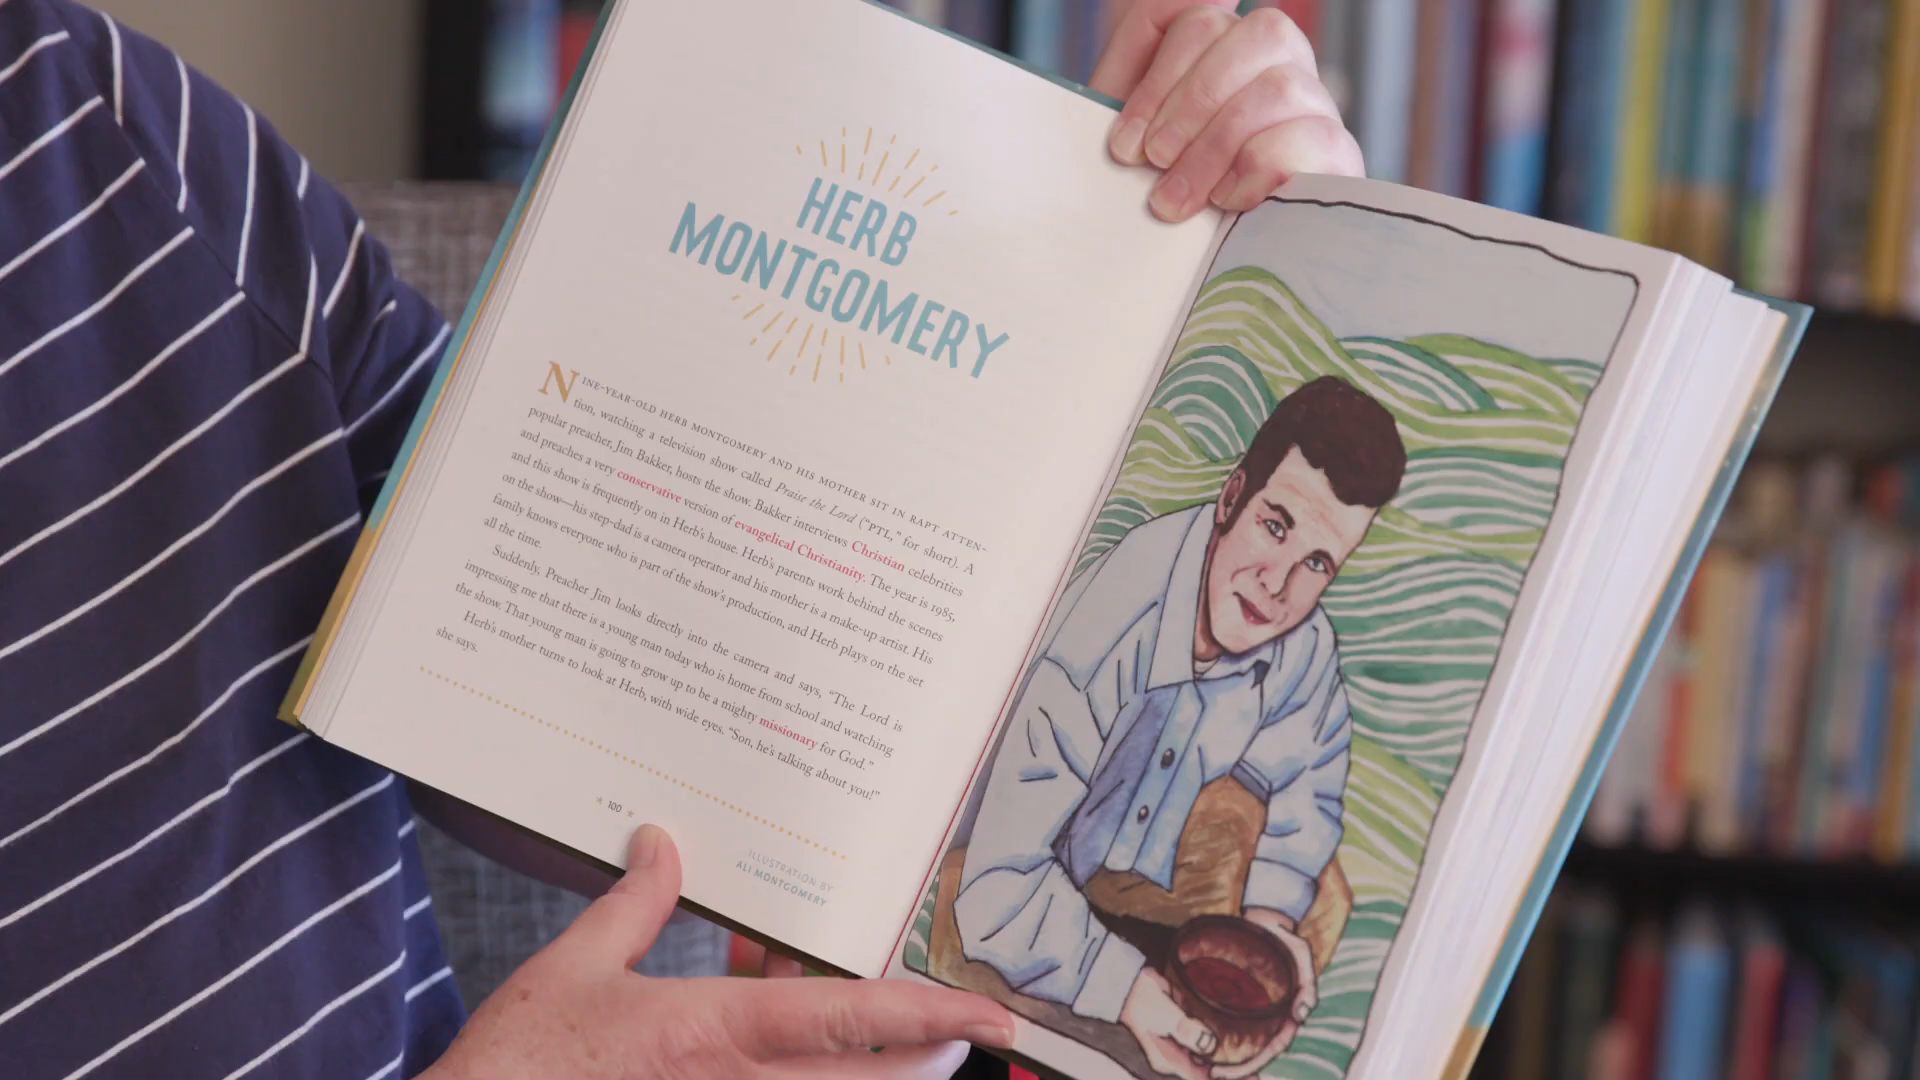 HERB
MONTGOMERY
NINE-YEAR-OLD HERB MONTGOMERY AND HIS MOTHER SIT IN RAPT ATTEN-
tion, watching a television show called Praise the Lord ("PTL," for short). A
popular preacher, Jim Bakker, hosts the show. Bakker interviews Christian celebrities
and preaches a very conservative version of evangelical Christianity. The year is 1985,
and this show is frequently on in Herb's house. Herb's parents work behind the scenes
on the show—his step-dad is a camera operator and his mother is a make-up artist. His
family knows everyone who is part of the show's production, and Herb plays on the set
all the time.
Suddenly, Preacher Jim looks directly into the camera and says, "The Lord is
impressing me that there is a young man today who is home from school and watching
the show. That young man is going to grow up to be a mighty missionary for God."
Herb's mother turns to look at Herb, with wide eyes. "Son, he's talking about you!"
she says.
100
ILLUSTRATION BY
ALI MONTGOMERY